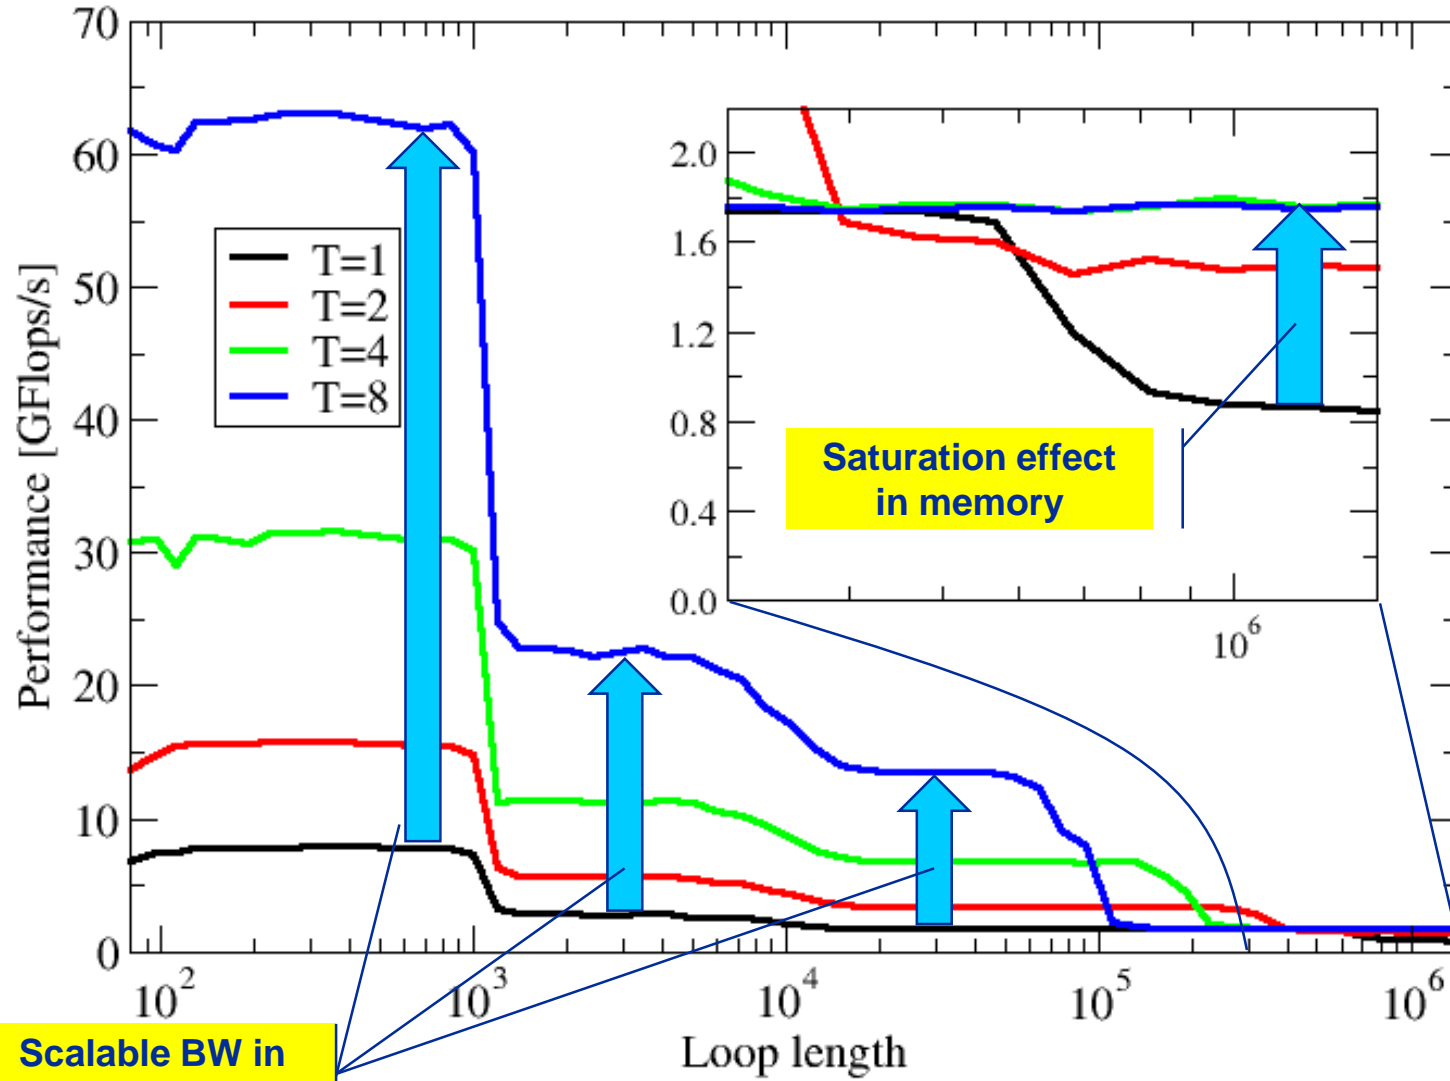 70
60
50
40
30
20
10
0
Performance [GFlops/s]
T=1
T=2
T=4
T=8
2.0
1.6
1.2
0.8
0.4
0.0
10^6
Saturation effect
in memory
10^2
10^3
10^4
10^5
10^6
Loop length
Scalable BW in